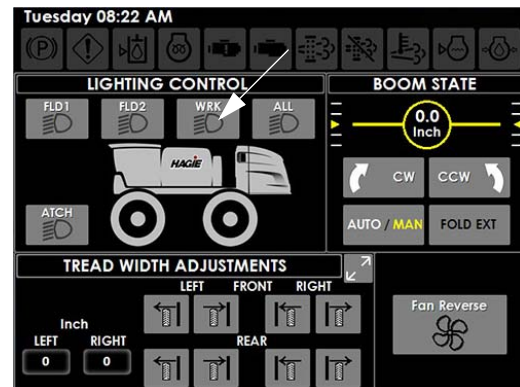 Tuesday 08:22 AM
(P)
LIGHTING CONTROL
FLD1 FLD2 WRK ALL
HAGIE
ATCH
BOOM STATE
0.0
Inch
CW CCW
AUTO / MAN FOLD EXT
TREAD WIDTH ADJUSTMENTS
LEFT FRONT RIGHT
Inch
LEFT RIGHT
0 0
REAR
Fan Reverse